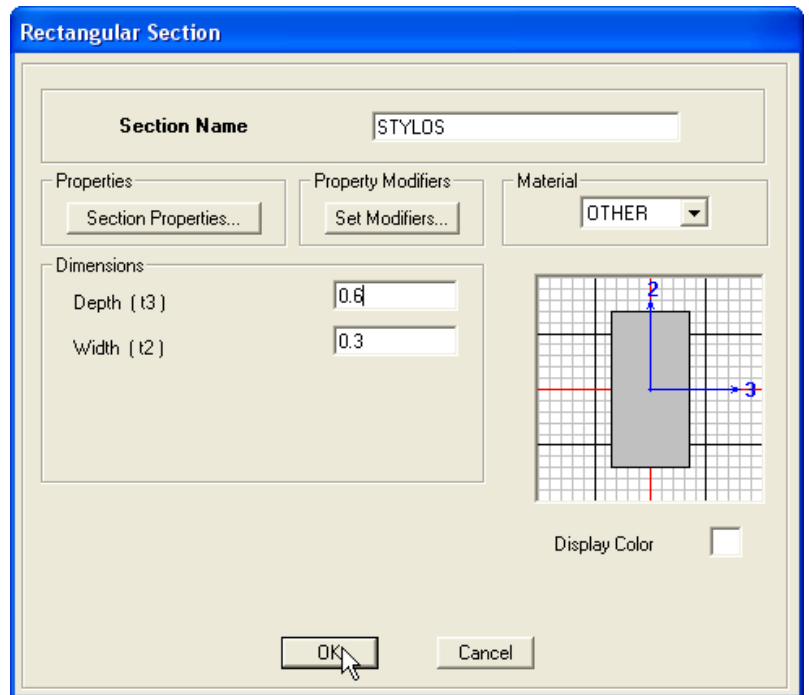 Rectangular Section
Section Name STYLOS
Properties Property Modifiers Material
Section Properties... Set Modifiers... OTHER
Dimensions
Depth ( t3 ) 0.6
Width ( t2 ) 0.3
2
3
Display Color
OK Cancel